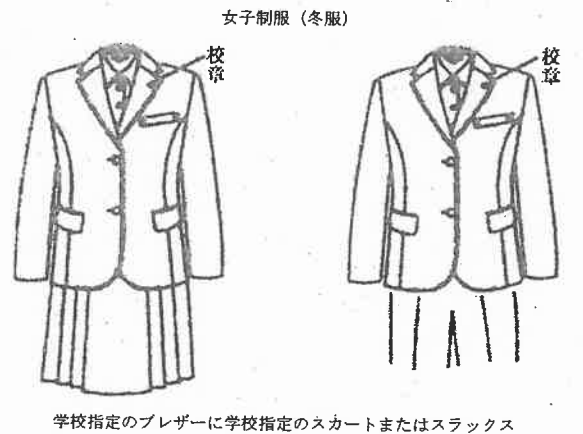 女子制服（冬服）
校章
校章
学校指定のブレザーに学校指定のスカートまたはスラックス